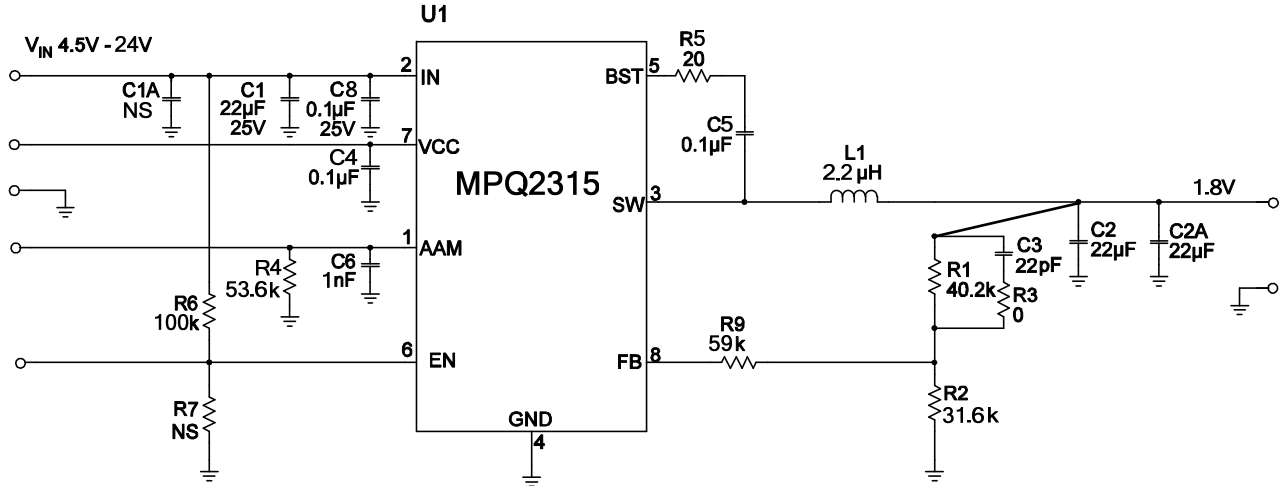 U1
V_IN 4.5V - 24V
C1A
NS
C1
22µF
25V
C8
0.1µF
25V
2
IN
7
VCC
C4
0.1µF
1
AAM
R4
53.6k
C6
1nF
R6
100k
6
EN
R7
NS
MPQ2315
GND
4
BST
5
R5
20
C5
0.1µF
SW
3
L1
2.2µH
1.8V
C2
22µF
C2A
22µF
C3
22pF
R1
40.2k
R3
0
R9
59k
FB
8
R2
31.6k